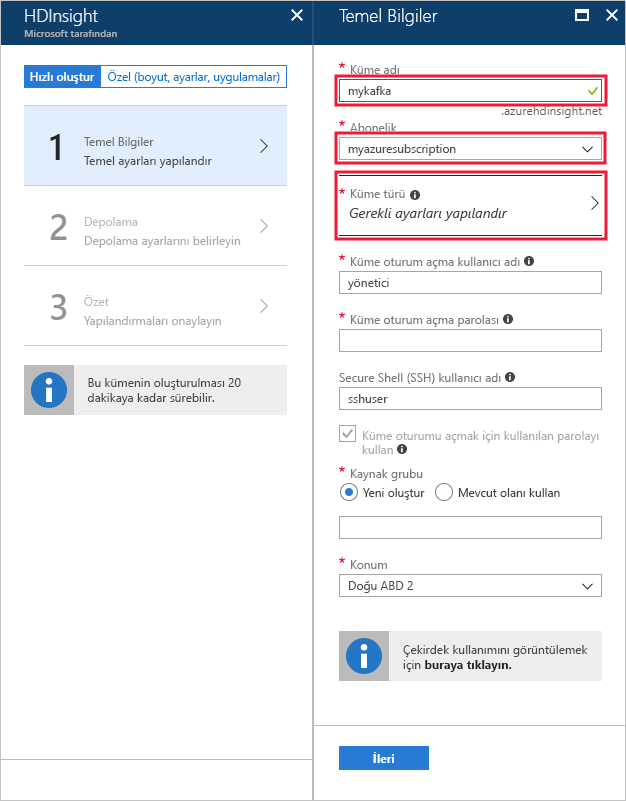 HDInsight
Microsoft tarafından
Hızlı oluştur
Özel (boyut, ayarlar, uygulamalar)
1
Temel Bilgiler
Temel ayarları yapılandır
2
Depolama
Depolama ayarlarını belirleyin
3
Özet
Yapılandırmaları onaylayın
Bu kümenin oluşturulması 20
dakikaya kadar sürebilir.
Temel Bilgiler
* Küme adı
mykafka
.azurehdinsight.net
* Abonelik
myazuresubscription
* Küme türü
Gerekli ayarları yapılandır
* Küme oturum açma kullanıcı adı
yönetici
* Küme oturum açma parolası
Secure Shell (SSH) kullanıcı adı
sshuser
Küme oturumu açmak için kullanılan parolayı
kullan
* Kaynak grubu
Yeni oluştur
Mevcut olanı kullan
* Konum
Doğu ABD 2
Çekirdek kullanımını görüntülemek
için buraya tıklayın.
İleri